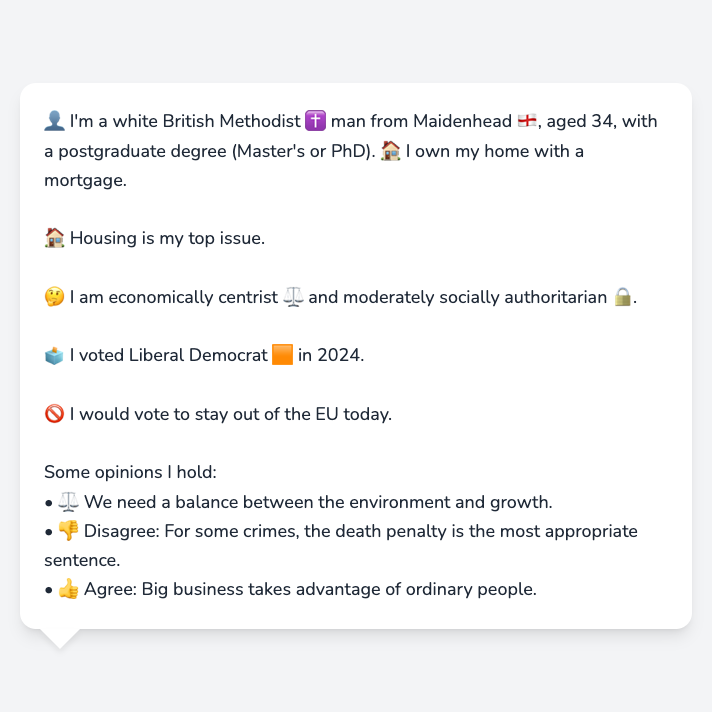 👤 I'm a white British Methodist ✝️ man from Maidenhead 🏴󠁧󠁢󠁥󠁮󠁧󠁿, aged 34, with
a postgraduate degree (Master's or PhD). 🏠 I own my home with a
mortgage.
🏠 Housing is my top issue.
🤔 I am economically centrist ⚖️ and moderately socially authoritarian 🔒.
🗳️ I voted Liberal Democrat 🟧 in 2024.
🚫 I would vote to stay out of the EU today.
Some opinions I hold:
• ⚖️ We need a balance between the environment and growth.
• 👎 Disagree: For some crimes, the death penalty is the most appropriate
sentence.
• 👍 Agree: Big business takes advantage of ordinary people.